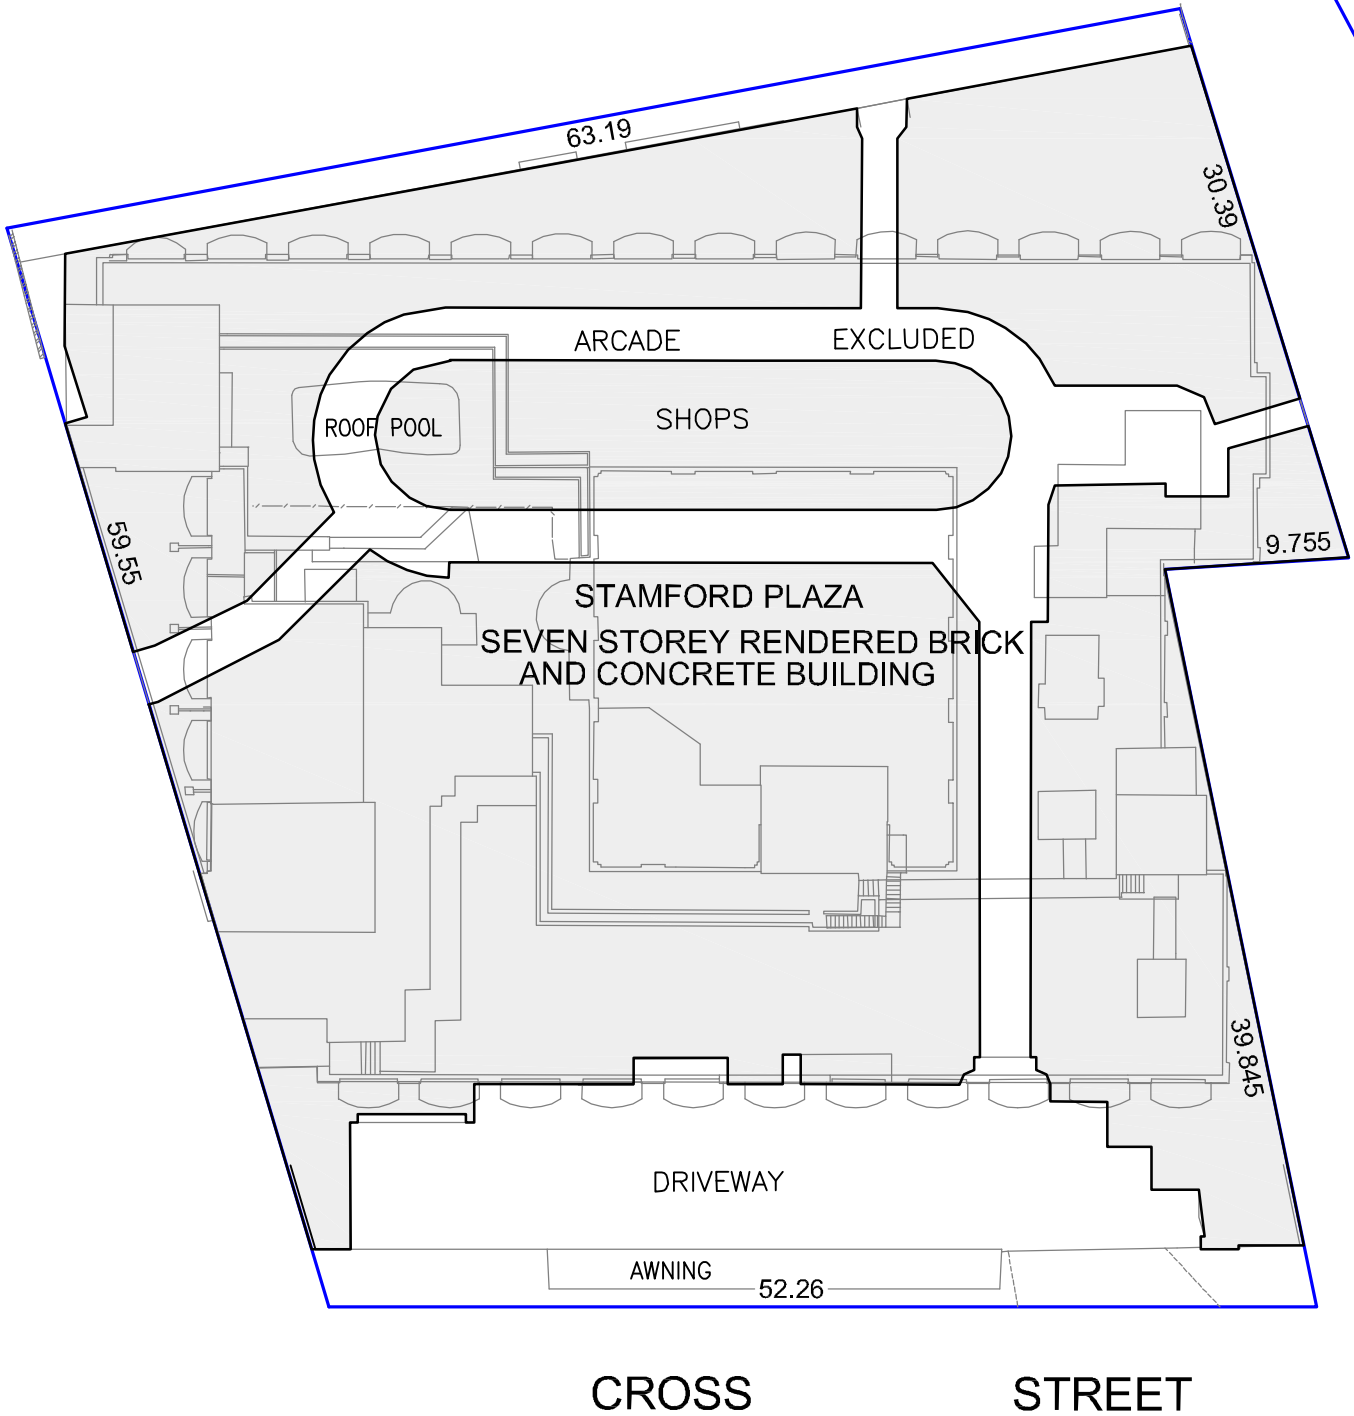 63.19
30.39
ARCADE EXCLUDED
SHOPS
ROOF POOL
59.55
9.755
STAMFORD PLAZA
SEVEN STOREY RENDERED BRICK
AND CONCRETE BUILDING
39.845
DRIVEWAY
AWNING
52.26
CROSS STREET